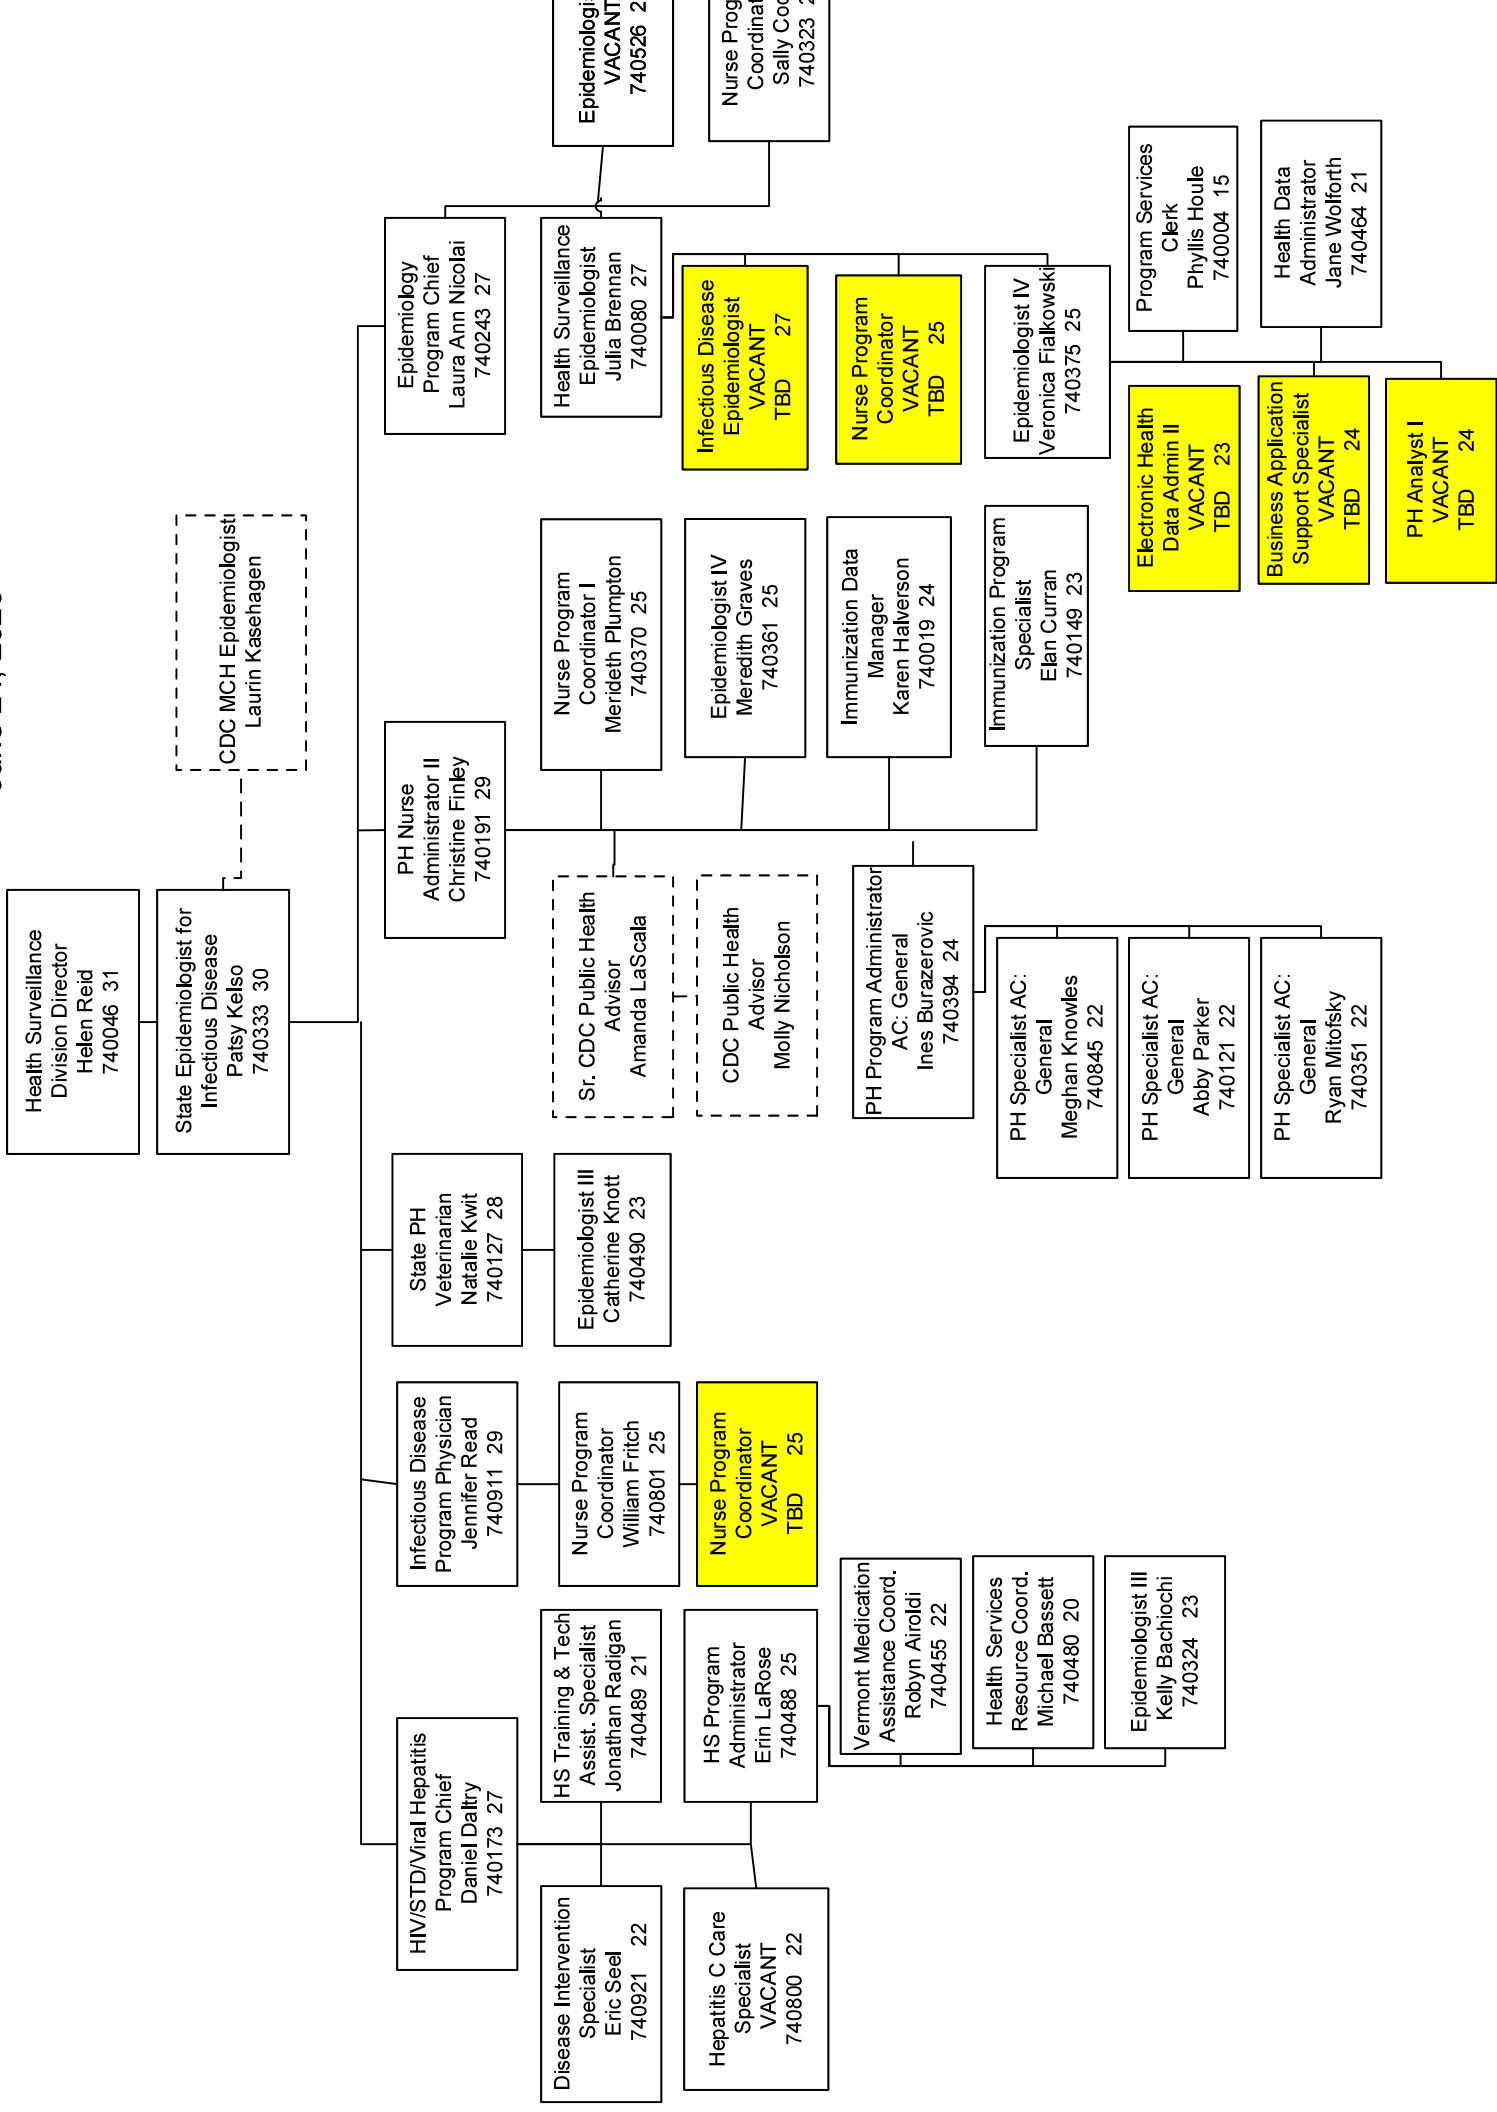 Health Surveillance
Division Director
Helen Reid
740046 31
State Epidemiologist for
Infectious Disease
Patsy Kelso
740333 30
CDC MCH Epidemiologist
Laurin Kasehagen
HIV/STD/Viral Hepatitis
Program Chief
Daniel Daltry
740173 27
Disease Intervention
Specialist
Eric Seel
740921 22
HS Training & Tech
Assist. Specialist
Jonathan Radigan
740489 21
Hepatitis C Care
Specialist
VACANT
740800 22
HS Program
Administrator
Erin LaRose
740488 25
Vermont Medication
Assistance Coord.
Robyn Airoldi
740455 22
Health Services
Resource Coord.
Michael Bassett
740480 20
Epidemiologist III
Kelly Bachiochi
740324 23
Infectious Disease
Program Physician
Jennifer Read
740911 29
Nurse Program
Coordinator
William Fritch
740801 25
Nurse Program
Coordinator
VACANT
TBD 25
State PH
Veterinarian
Natalie Kwit
740127 28
Epidemiologist III
Catherine Knott
740490 23
PH Nurse
Administrator II
Christine Finley
740191 29
Sr. CDC Public Health
Advisor
Amanda LaScala
CDC Public Health
Advisor
Molly Nicholson
PH Program Administrator
AC: General
Ines Burazerovic
740394 24
PH Specialist AC:
General
Meghan Knowles
740845 22
PH Specialist AC:
General
Abby Parker
740121 22
PH Specialist AC:
General
Ryan Mitofsky
740351 22
Nurse Program
Coordinator I
Merideth Plumpton
740370 25
Epidemiologist IV
Meredith Graves
740361 25
Immunization Data
Manager
Karen Halverson
740019 24
Immunization Program
Specialist
Elan Curran
740149 23
Epidemiology
Program Chief
Laura Ann Nicolai
740243 27
Health Surveillance
Epidemiologist
Julia Brennan
740080 27
Infectious Disease
Epidemiologist
VACANT
TBD 27
Nurse Program
Coordinator
VACANT
TBD 25
Epidemiologist IV
Veronica Fialkowski
740375 25
Electronic Health
Data Admin II
VACANT
TBD 23
Program Services
Clerk
Phyllis Houle
740004 15
Business Application
Support Specialist
VACANT
TBD 24
Health Data
Administrator
Jane Wolforth
740464 21
PH Analyst I
VACANT
TBD 24
VACANT
740526
Nurse
740323